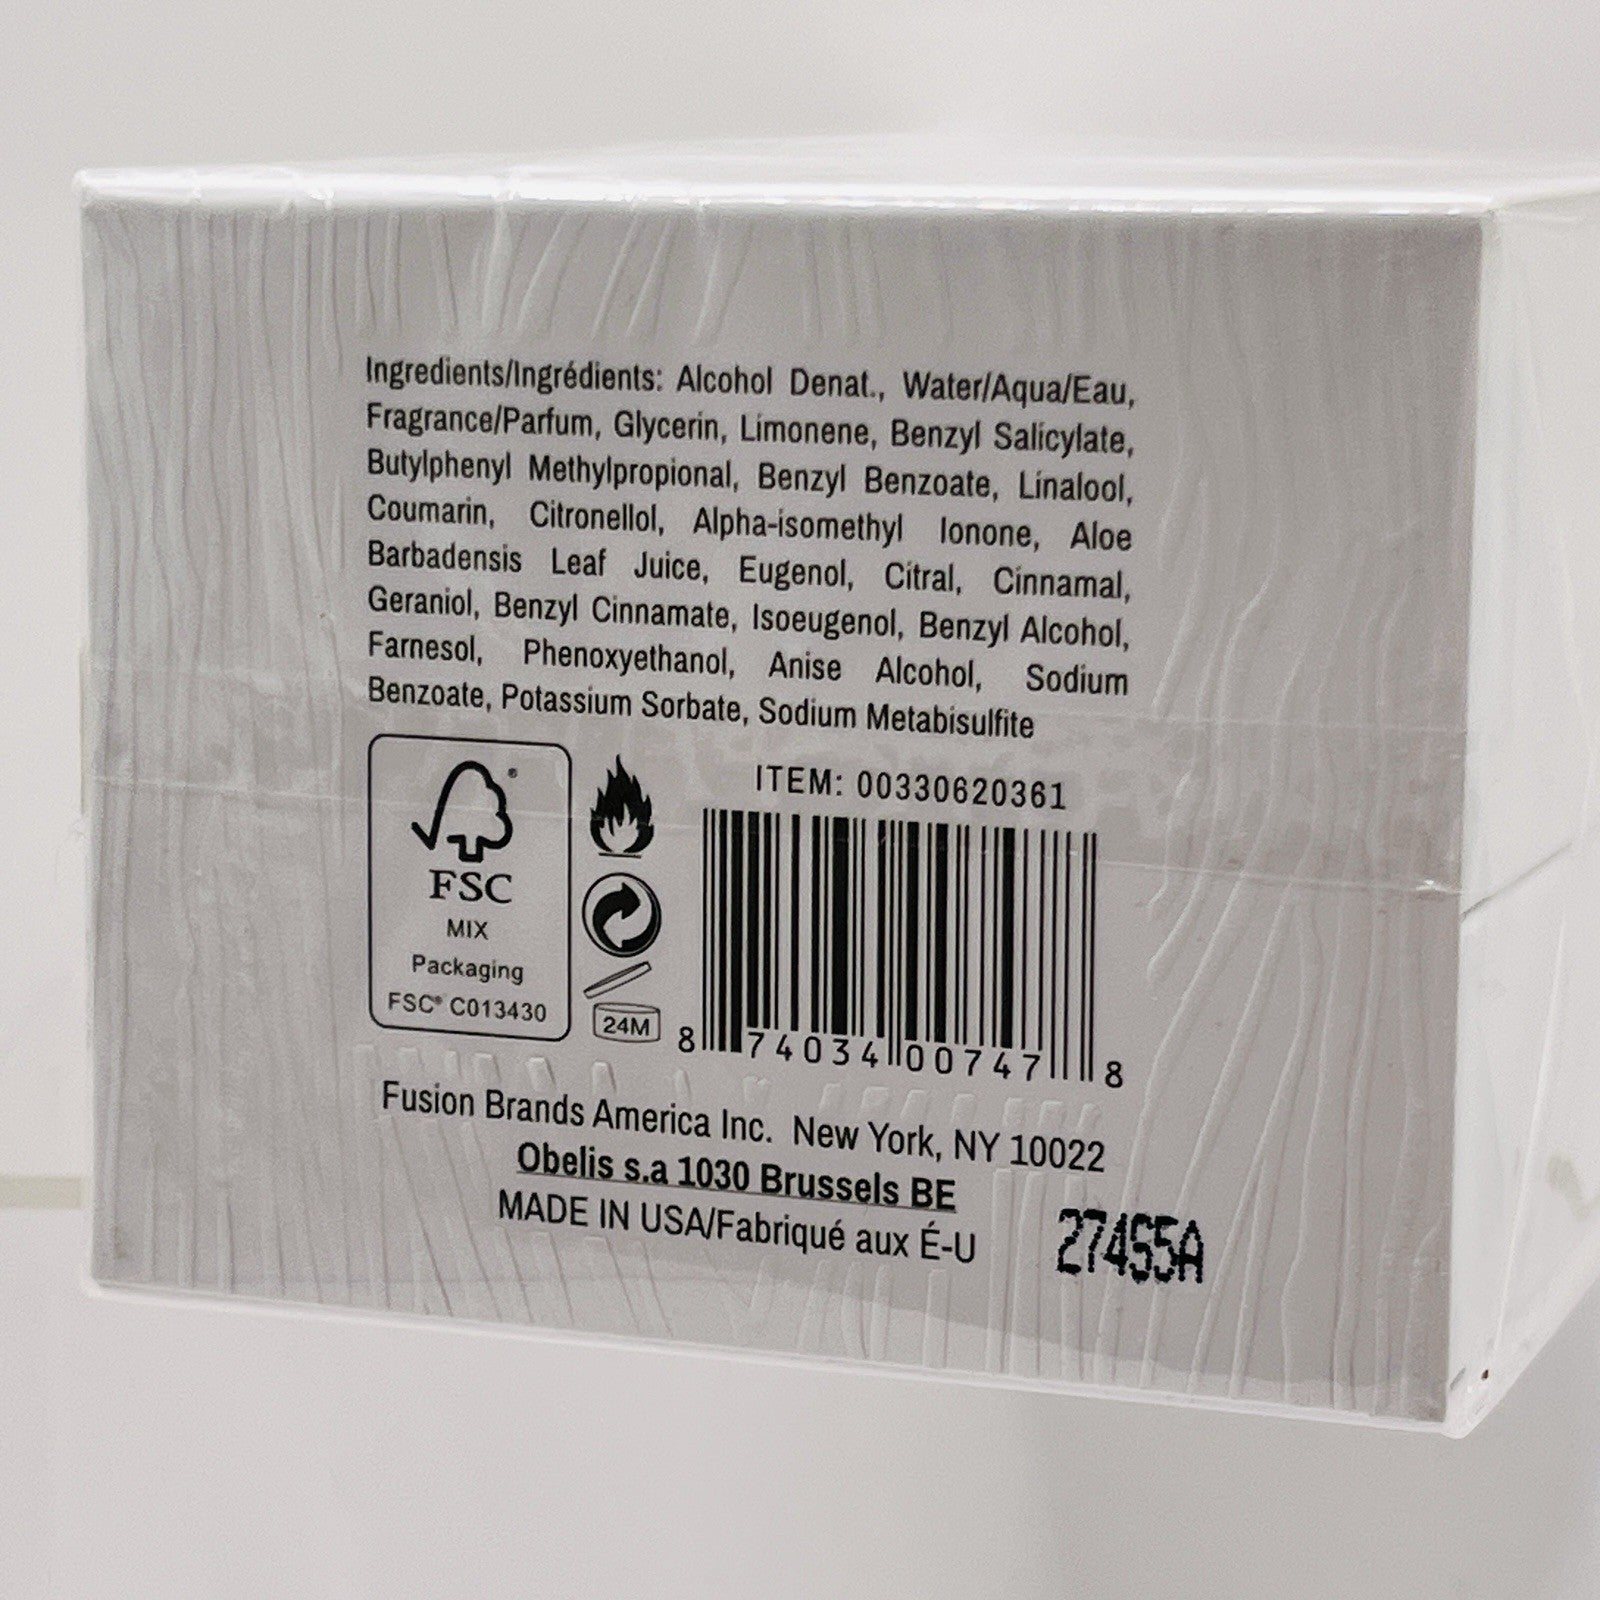 Ingredients/Ingrédients: Alcohol Denat., Water/Aqua/Eau,
Fragrance/Parfum, Glycerin, Limonene, Benzyl Salicylate,
Butylphenyl Methylpropional, Benzyl Benzoate, Linalool,
Coumarin, Citronellol, Alpha-isomethyl Ionone, Aloe
Barbadensis Leaf Juice, Eugenol, Citral, Cinnamal,
Geraniol, Benzyl Cinnamate, Isoeugenol, Benzyl Alcohol,
Farnesol, Phenoxyethanol, Anise Alcohol, Sodium
Benzoate, Potassium Sorbate, Sodium Metabisulfite
ITEM: 00330620361
®
FSC
MIX
Packaging
FSC® C013430
24M
8 74034 00747 8
Fusion Brands America Inc. New York, NY 10022
Obelis s.a 1030 Brussels BE
MADE IN USA/Fabriqué aux É-U
27455A